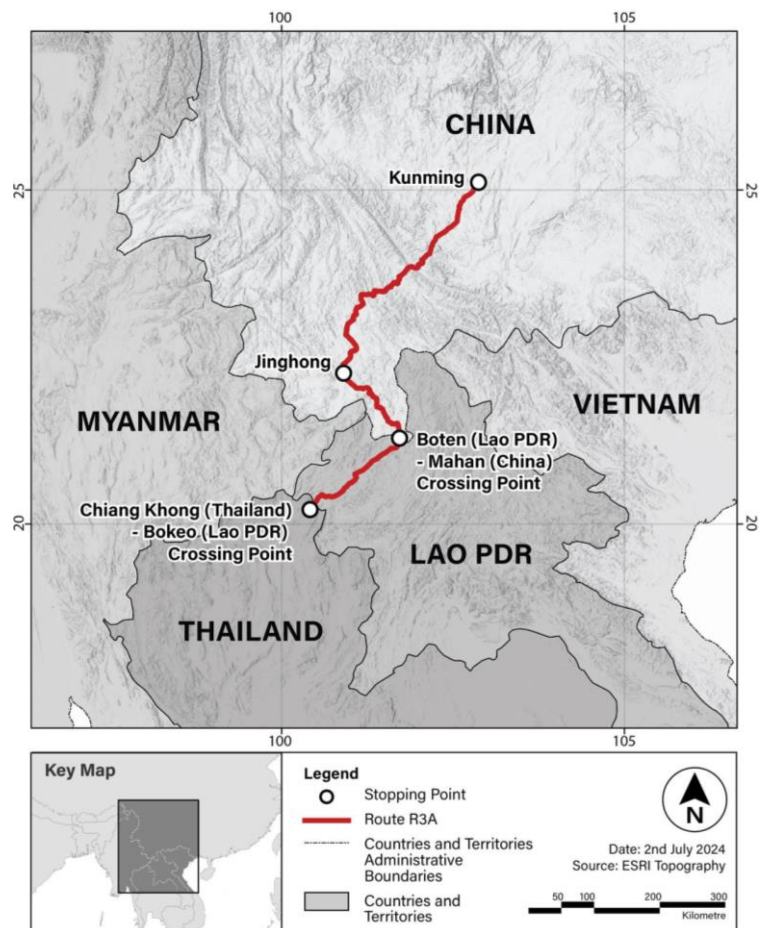 100
105
CHINA
25
Kunming
25
Jinghong
MYANMAR
VIETNAM
Boten (Lao PDR)
- Mahan (China)
Crossing Point
Chiang Khong (Thailand)
- Bokeo (Lao PDR)
Crossing Point
20
20
LAO PDR
THAILAND
100
105
Key Map
Legend
Stopping Point
Route R3A
Countries and Territories
Administrative
Boundaries
Countries and
Territories
N
Date: 2nd July 2024
Source: ESRI Topography
50 100 200 300
Kilometre